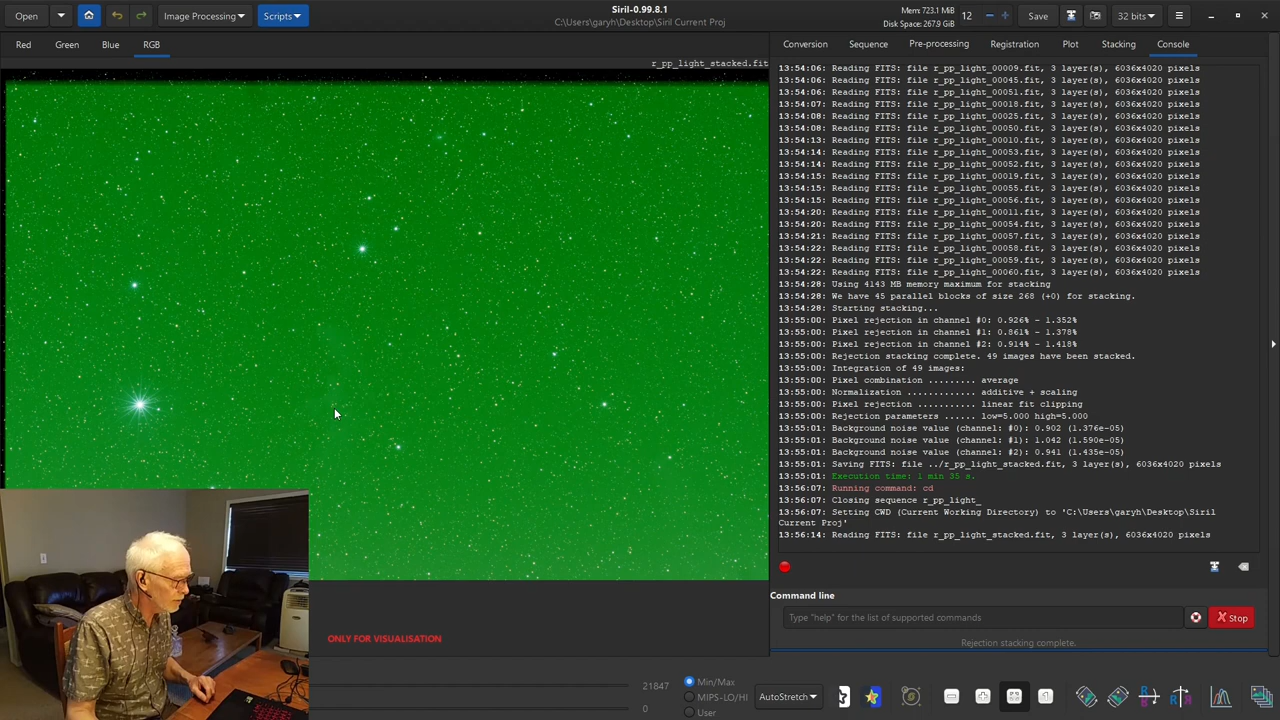 Open
Image Processing
Scripts
Siril-0.99.8.1
C:\Users\garyh\Desktop\Siril Current Proj
Mem: 723.1 MiB
Disk Space: 267.9 GiB
12
Save
32 bits
Red
Green
Blue
RGB
Conversion
Sequence
Pre-processing
Registration
Plot
Stacking
Console
r_pp_light_stacked.fit
13:54:06: Reading FITS: file r_pp_light_00009.fit, 3 layer(s), 6036x4020 pixels
13:54:06: Reading FITS: file r_pp_light_00045.fit, 3 layer(s), 6036x4020 pixels
13:54:06: Reading FITS: file r_pp_light_00051.fit, 3 layer(s), 6036x4020 pixels
13:54:07: Reading FITS: file r_pp_light_00018.fit, 3 layer(s), 6036x4020 pixels
13:54:08: Reading FITS: file r_pp_light_00025.fit, 3 layer(s), 6036x4020 pixels
13:54:08: Reading FITS: file r_pp_light_00050.fit, 3 layer(s), 6036x4020 pixels
13:54:13: Reading FITS: file r_pp_light_00010.fit, 3 layer(s), 6036x4020 pixels
13:54:14: Reading FITS: file r_pp_light_00053.fit, 3 layer(s), 6036x4020 pixels
13:54:14: Reading FITS: file r_pp_light_00052.fit, 3 layer(s), 6036x4020 pixels
13:54:15: Reading FITS: file r_pp_light_00019.fit, 3 layer(s), 6036x4020 pixels
13:54:15: Reading FITS: file r_pp_light_00055.fit, 3 layer(s), 6036x4020 pixels
13:54:15: Reading FITS: file r_pp_light_00056.fit, 3 layer(s), 6036x4020 pixels
13:54:20: Reading FITS: file r_pp_light_00011.fit, 3 layer(s), 6036x4020 pixels
13:54:20: Reading FITS: file r_pp_light_00054.fit, 3 layer(s), 6036x4020 pixels
13:54:21: Reading FITS: file r_pp_light_00057.fit, 3 layer(s), 6036x4020 pixels
13:54:22: Reading FITS: file r_pp_light_00058.fit, 3 layer(s), 6036x4020 pixels
13:54:22: Reading FITS: file r_pp_light_00059.fit, 3 layer(s), 6036x4020 pixels
13:54:22: Reading FITS: file r_pp_light_00060.fit, 3 layer(s), 6036x4020 pixels
13:54:28: Using 4143 MB memory maximum for stacking
13:54:28: We have 45 parallel blocks of size 268 (+0) for stacking.
13:54:28: Starting stacking...
13:55:00: Pixel rejection in channel #0: 0.926% - 1.352%
13:55:00: Pixel rejection in channel #1: 0.861% - 1.378%
13:55:00: Pixel rejection in channel #2: 0.914% - 1.418%
13:55:00: Rejection stacking complete. 49 images have been stacked.
13:55:00: Integration of 49 images:
13:55:00: Pixel combination ......... average
13:55:00: Normalization ............. additive + scaling
13:55:00: Pixel rejection ........... linear fit clipping
13:55:00: Rejection parameters ...... low=5.000 high=5.000
13:55:01: Background noise value (channel: #0): 0.902 (1.376e-05)
13:55:01: Background noise value (channel: #1): 1.042 (1.590e-05)
13:55:01: Background noise value (channel: #2): 0.941 (1.435e-05)
13:55:01: Saving FITS: file ../r_pp_light_stacked.fit, 3 layer(s), 6036x4020 pixels
13:55:01: Execution time: 1 min 35 s.
13:56:07: Running command: cd
13:56:07: Closing sequence r_pp_light_
13:56:07: Setting CWD (Current Working Directory) to 'C:\Users\garyh\Desktop\Siril
Current Proj'
13:56:14: Reading FITS: file r_pp_light_stacked.fit, 3 layer(s), 6036x4020 pixels
Command line
Type "help" for the list of supported commands
Stop
Rejection stacking complete.
ONLY FOR VISUALISATION
21847
0
Min/Max
MIPS-LO/HI
User
AutoStretch